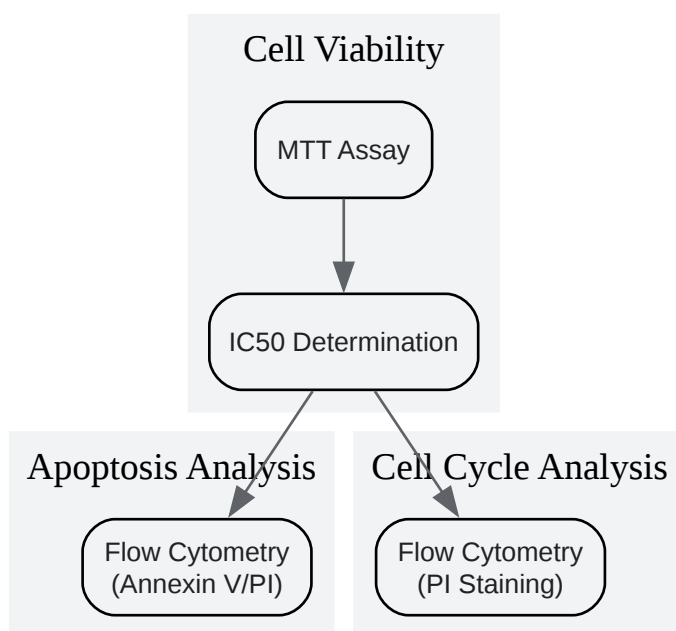 Cell Viability
MTT Assay
IC50 Determination
Apoptosis Analysis
Cell Cycle Analysis
Flow Cytometry
(Annexin V/PI)
Flow Cytometry
(PI Staining)